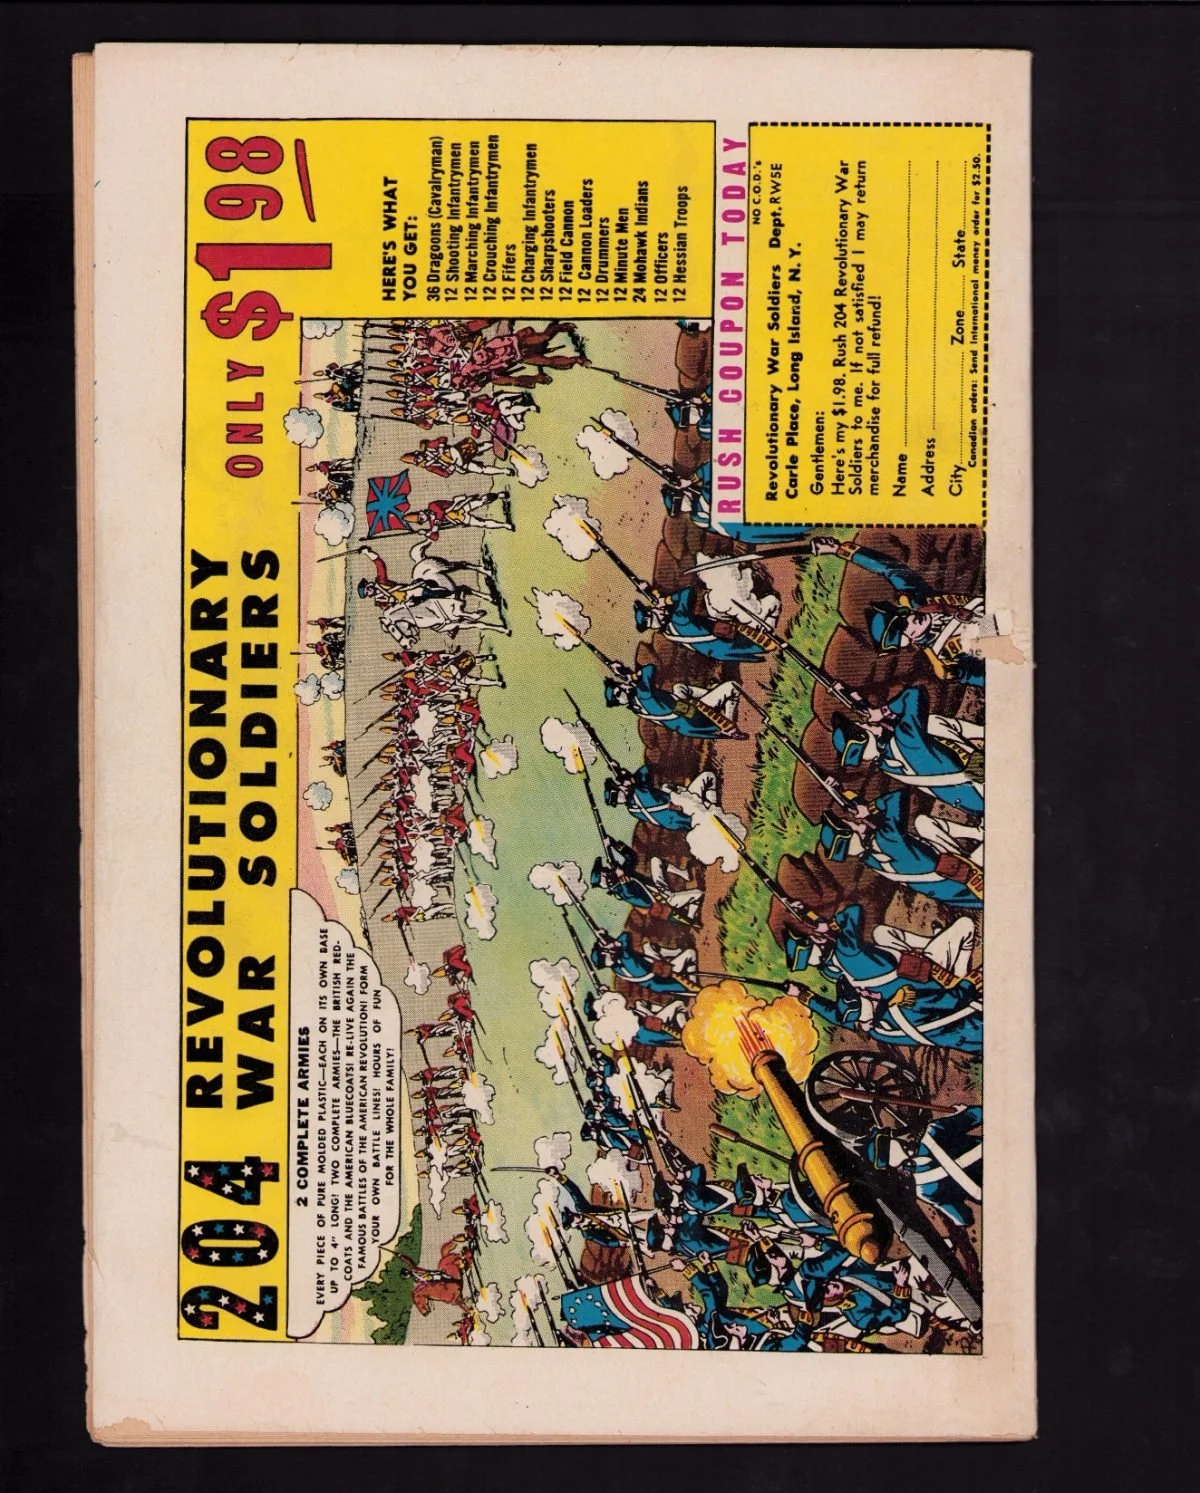 204 REVOLUTIONARY
WAR SOLDIERS
ONLY $1 98
2 COMPLETE ARMIES
EVERY PIECE OF PURE MOLDED PLASTIC—EACH ON ITS OWN BASE
UP TO 4" LONG! TWO COMPLETE ARMIES—THE BRITISH RED-
COATS AND THE AMERICAN BLUECOATS! RE-LIVE AGAIN THE
FAMOUS BATTLES OF THE AMERICAN REVOLUTION! FORM
YOUR OWN BATTLE LINES! HOURS OF FUN
FOR THE WHOLE FAMILY!
HERE'S WHAT
YOU GET:
36 Dragoons (Cavalryman)
12 Shooting Infantrymen
12 Marching Infantrymen
12 Crouching Infantrymen
12 Fifers
12 Charging Infantrymen
12 Sharpshooters
12 Field Cannon
12 Cannon Loaders
12 Drummers
12 Minute Men
24 Mohawk Indians
12 Officers
12 Hessian Troops
RUSH COUPON TODAY
NO C.O.D.'s
Revolutionary War Soldiers Dept. RW5E
Carle Place, Long Island, N. Y.
Gentlemen:
Here's my $1.98. Rush 204 Revolutionary War
Soldiers to me. If not satisfied I may return
merchandise for full refund!
Name
Address
City Zone State
Canadian orders: Send International money order for $2.50.